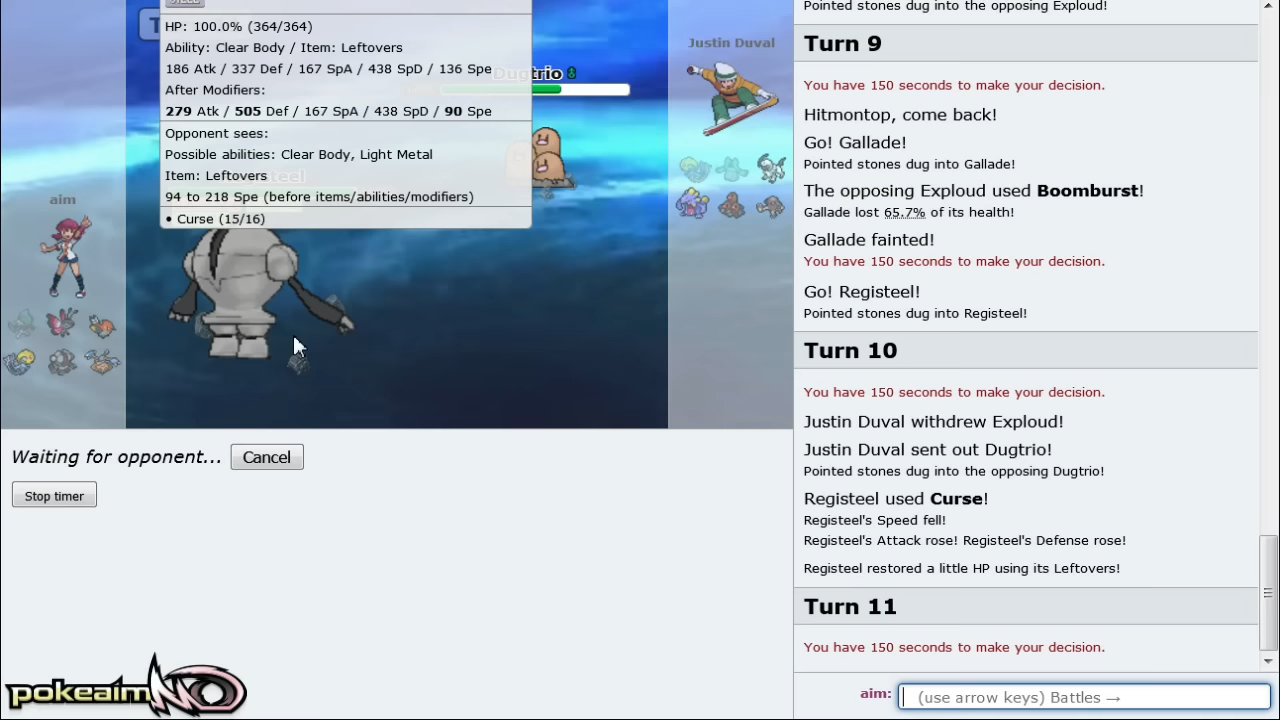 HP: 100.0% (364/364)
Ability: Clear Body / Item: Leftovers
186 Atk / 337 Def / 167 SpA / 438 SpD / 136 Spe
After Modifiers:
279 Atk / 505 Def / 167 SpA / 438 SpD / 90 Spe
Opponent sees:
Possible abilities: Clear Body, Light Metal
Item: Leftovers
94 to 218 Spe (before items/abilities/modifiers)
• Curse (15/16)
Dugtrio
Justin Duval
aim
Waiting for opponent... Cancel
Stop timer
pokeaimMD
Pointed stones dug into the opposing Exploud!
Turn 9
You have 150 seconds to make your decision.
Hitmontop, come back!
Go! Gallade!
Pointed stones dug into Gallade!
The opposing Exploud used Boomburst!
Gallade lost 65.7% of its health!
Gallade fainted!
You have 150 seconds to make your decision.
Go! Registeel!
Pointed stones dug into Registeel!
Turn 10
You have 150 seconds to make your decision.
Justin Duval withdrew Exploud!
Justin Duval sent out Dugtrio!
Pointed stones dug into the opposing Dugtrio!
Registeel used Curse!
Registeel's Speed fell!
Registeel's Attack rose! Registeel's Defense rose!
Registeel restored a little HP using its Leftovers!
Turn 11
You have 150 seconds to make your decision.
aim: (use arrow keys) Battles →